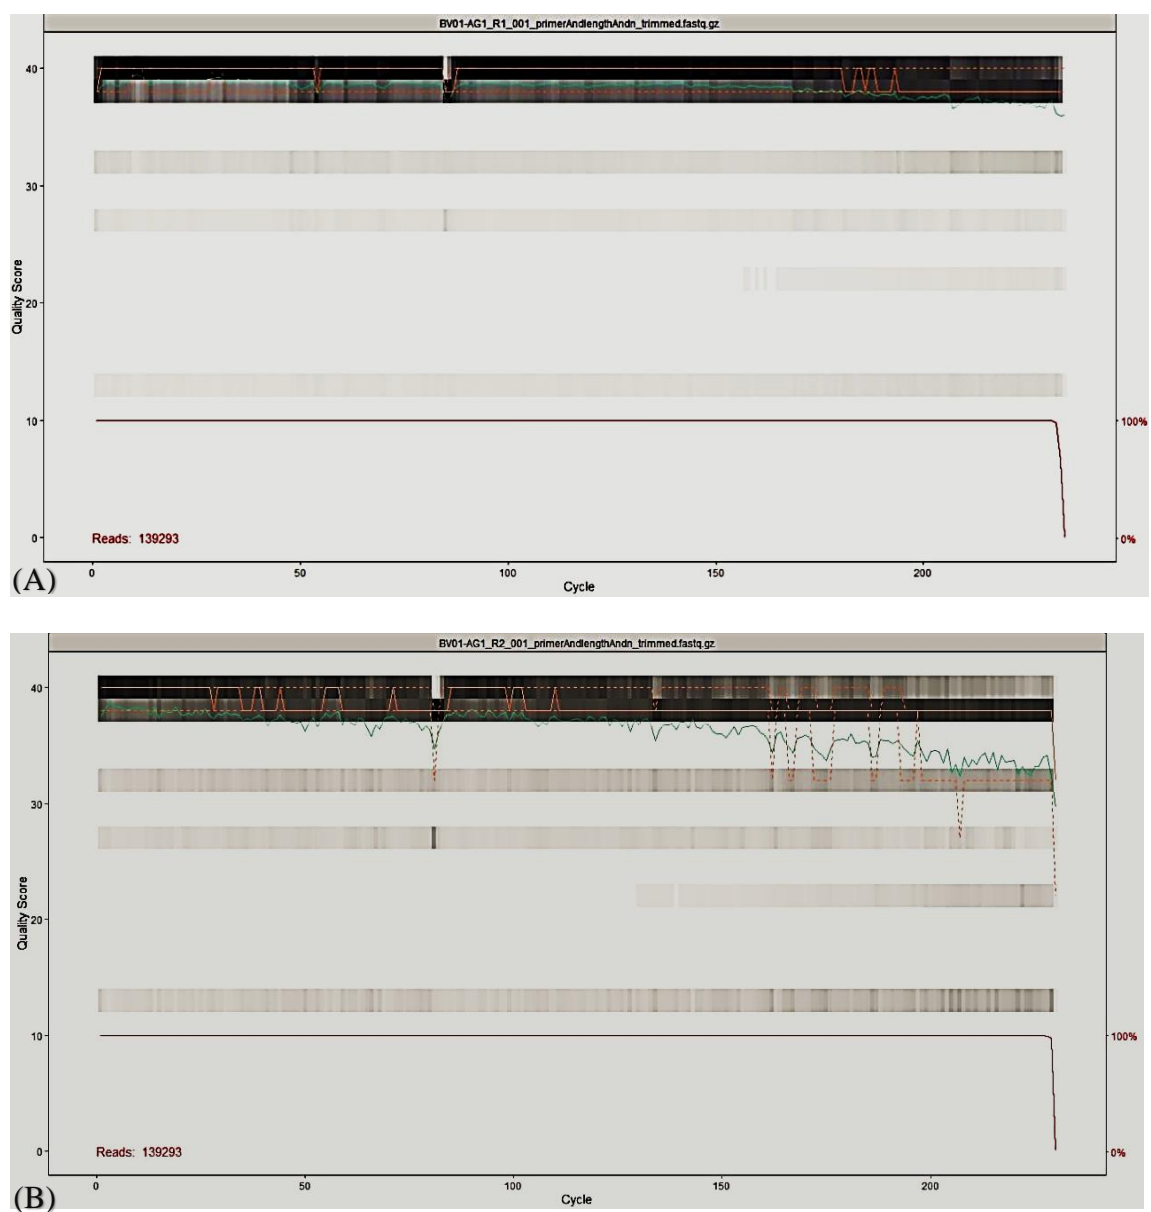 BV01-AG1_R1_001_primerAndlengthAndn_trimmed.fastq.gz
40
30
Quality Score
20
10
100%
Reads: 139293
0
0%
0 50 100 150 200
(A)
Cycle
BV01-AG1_R2_001_primerAndlengthAndn_trimmed.fastq.gz
40
30
Quality Score
20
10
100%
Reads: 139293
0
0%
0 50 100 150 200
(B)
Cycle